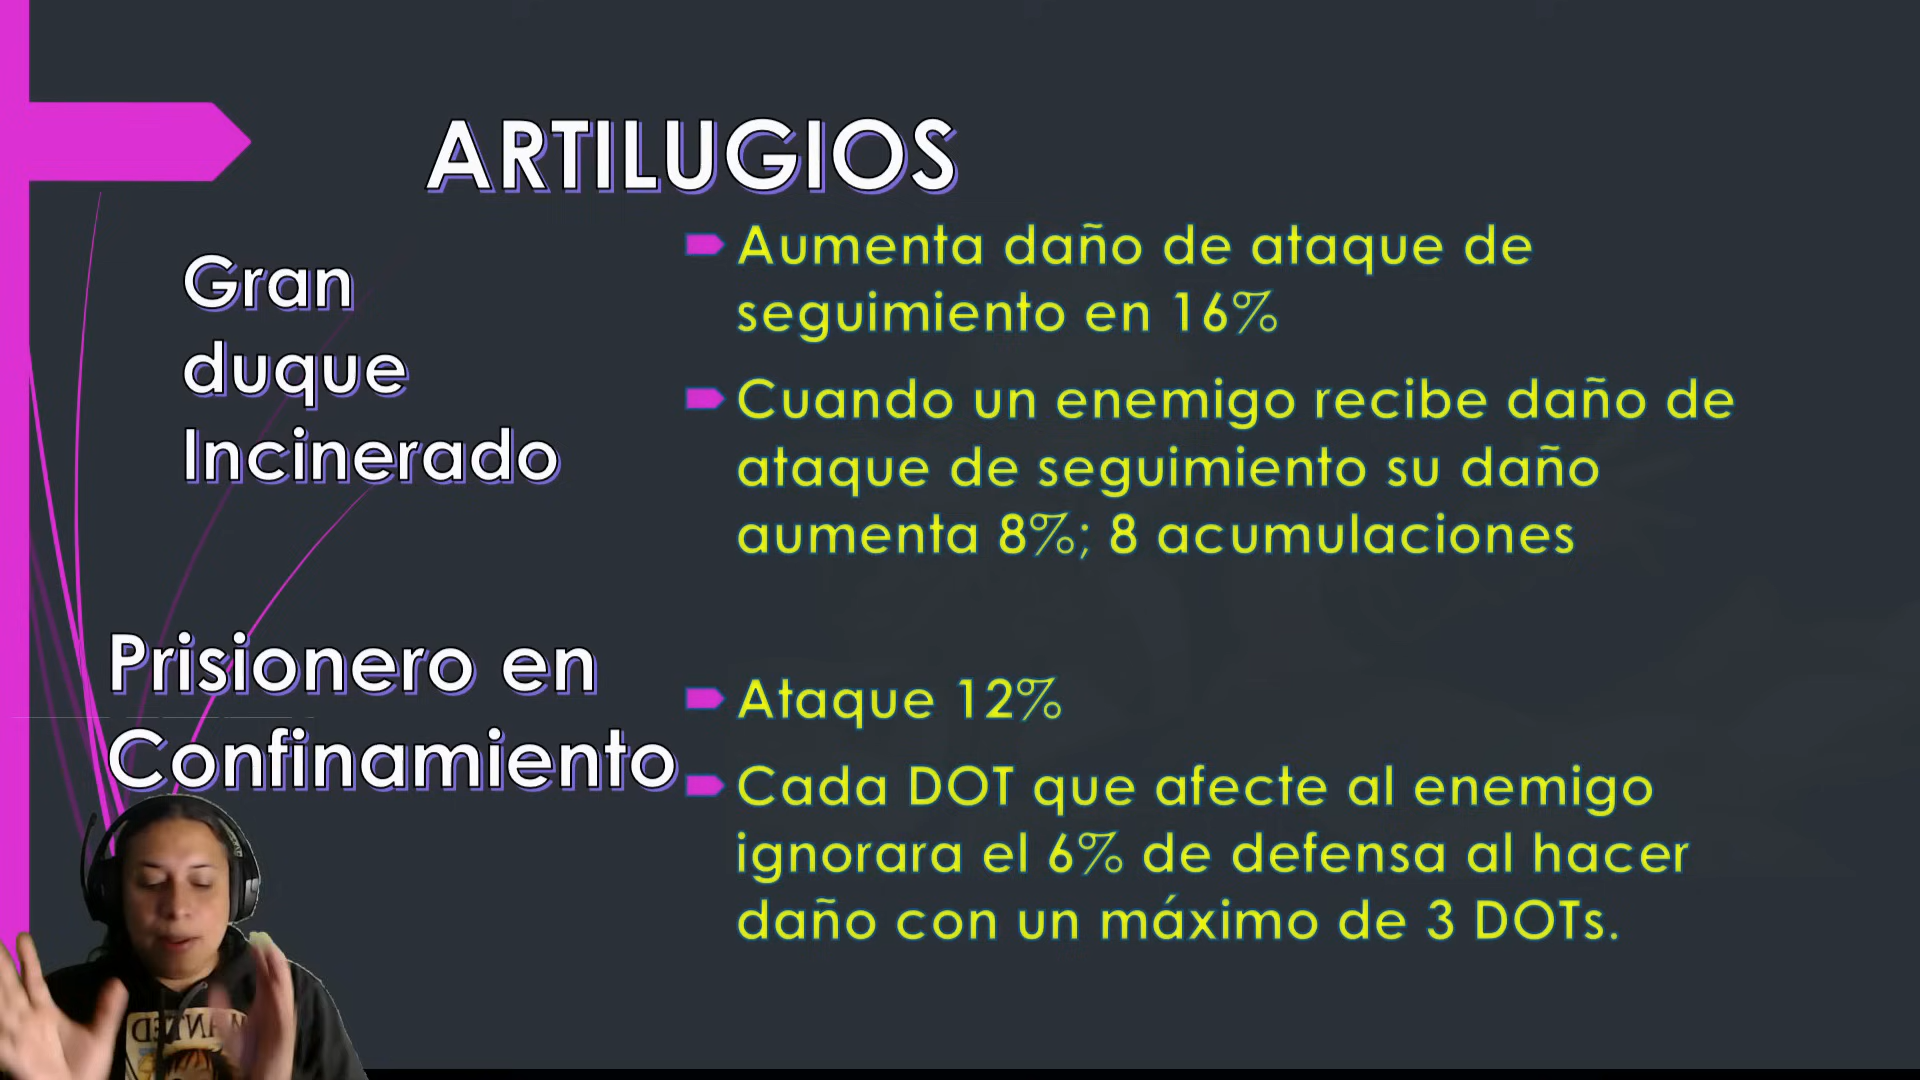 ARTILUGIOS
Gran
duque
Incinerado
Aumenta daño de ataque de
seguimiento en 16%
Cuando un enemigo recibe daño de
ataque de seguimiento su daño
aumenta 8%; 8 acumulaciones
Prisionero en
Confinamiento
Ataque 12%
Cada DOT que afecte al enemigo
ignorara el 6% de defensa al hacer
daño con un máximo de 3 DOTs.